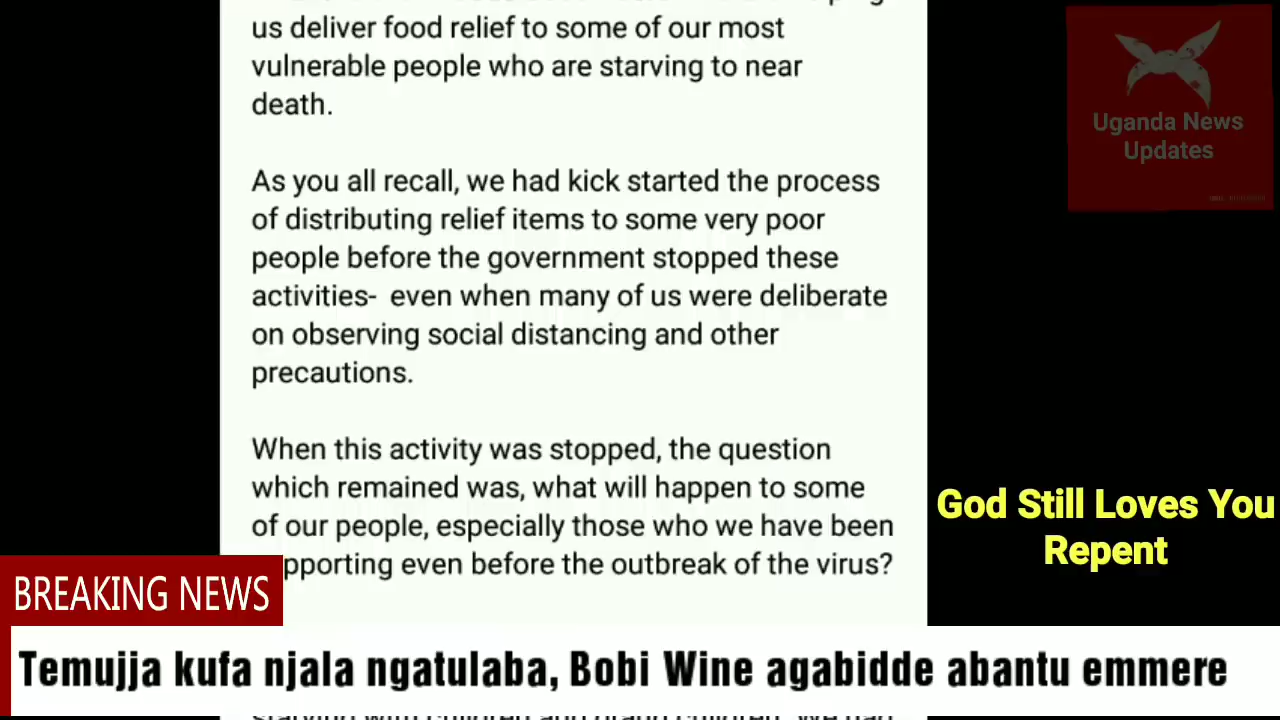 us deliver food relief to some of our most
vulnerable people who are starving to near
death.
As you all recall, we had kick started the process
of distributing relief items to some very poor
people before the government stopped these
activities- even when many of us were deliberate
on observing social distancing and other
precautions.
When this activity was stopped, the question
which remained was, what will happen to some
of our people, especially those who we have been
pporting even before the outbreak of the virus?
Uganda News
Updates
God Still Loves You
Repent
BREAKING NEWS
Temujja kufa njala ngatulaba, Bobi Wine agabidde abantu emmere